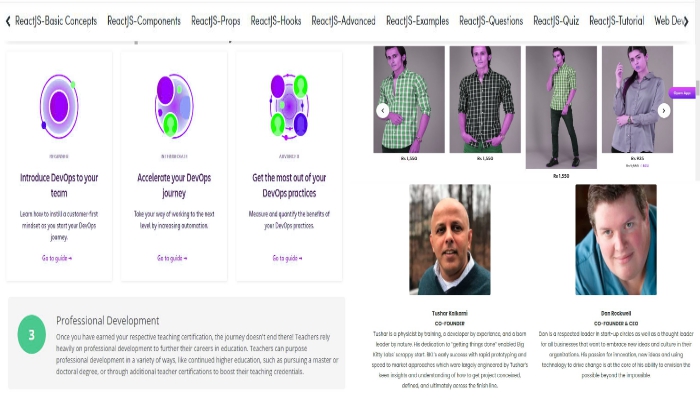 ReactJS-Basic Concepts ReactJS-Components ReactJS-Props ReactJS-Hooks ReactJS-Advanced ReactJS-Examples ReactJS-Questions ReactJS-Quiz ReactJS-Tutorial Web Dev
BEGINNER
Introduce DevOps to your
team
Learn how to instill a customer-first
mindset as you start your DevOps
journey.
Go to guide →
INTERMEDIATE
Accelerate your DevOps
journey
Take your way of working to the next
level by increasing automation.
Go to guide →
ADVANCED
Get the most out of your
DevOps practices
Measure and quantify the benefits of
your DevOps practices.
Go to guide →
Rs. 1,550
Rs. 1,550
Rs. 1,550
Rs. 925
Open App
3
Professional Development
Once you have earned your respective teaching certification, the journey doesn't end there! Teachers rely
heavily on professional development to further their careers in education. Teachers can pursue
professional development in a variety of ways, like continued higher education, such as pursuing a master or
doctoral degree, or through additional teacher certifications to boost their teaching credentials.
Tushar Kulkarni
CO-FOUNDER
Tushar is a physicist by training, a developer by experience, and a born
leader by nature. His dedication to "getting things done" enabled Big
Kitty Labs' scrappy start. BKL's early success with rapid prototyping and
speed to market approaches which were largely engineered by Tushar's
keen insights and understanding of how to get project conceived,
defined, and ultimately across the finish line.
Dan Rockwell
CO-FOUNDER & CEO
Dan is a respected leader in start-up circles as well as a thought leader
for all businesses that want to embrace new ideas and culture in their
organizations. His passion for innovation, new ideas and using
technology to drive change is at the core of his ability to envision the
possible beyond the impossible.